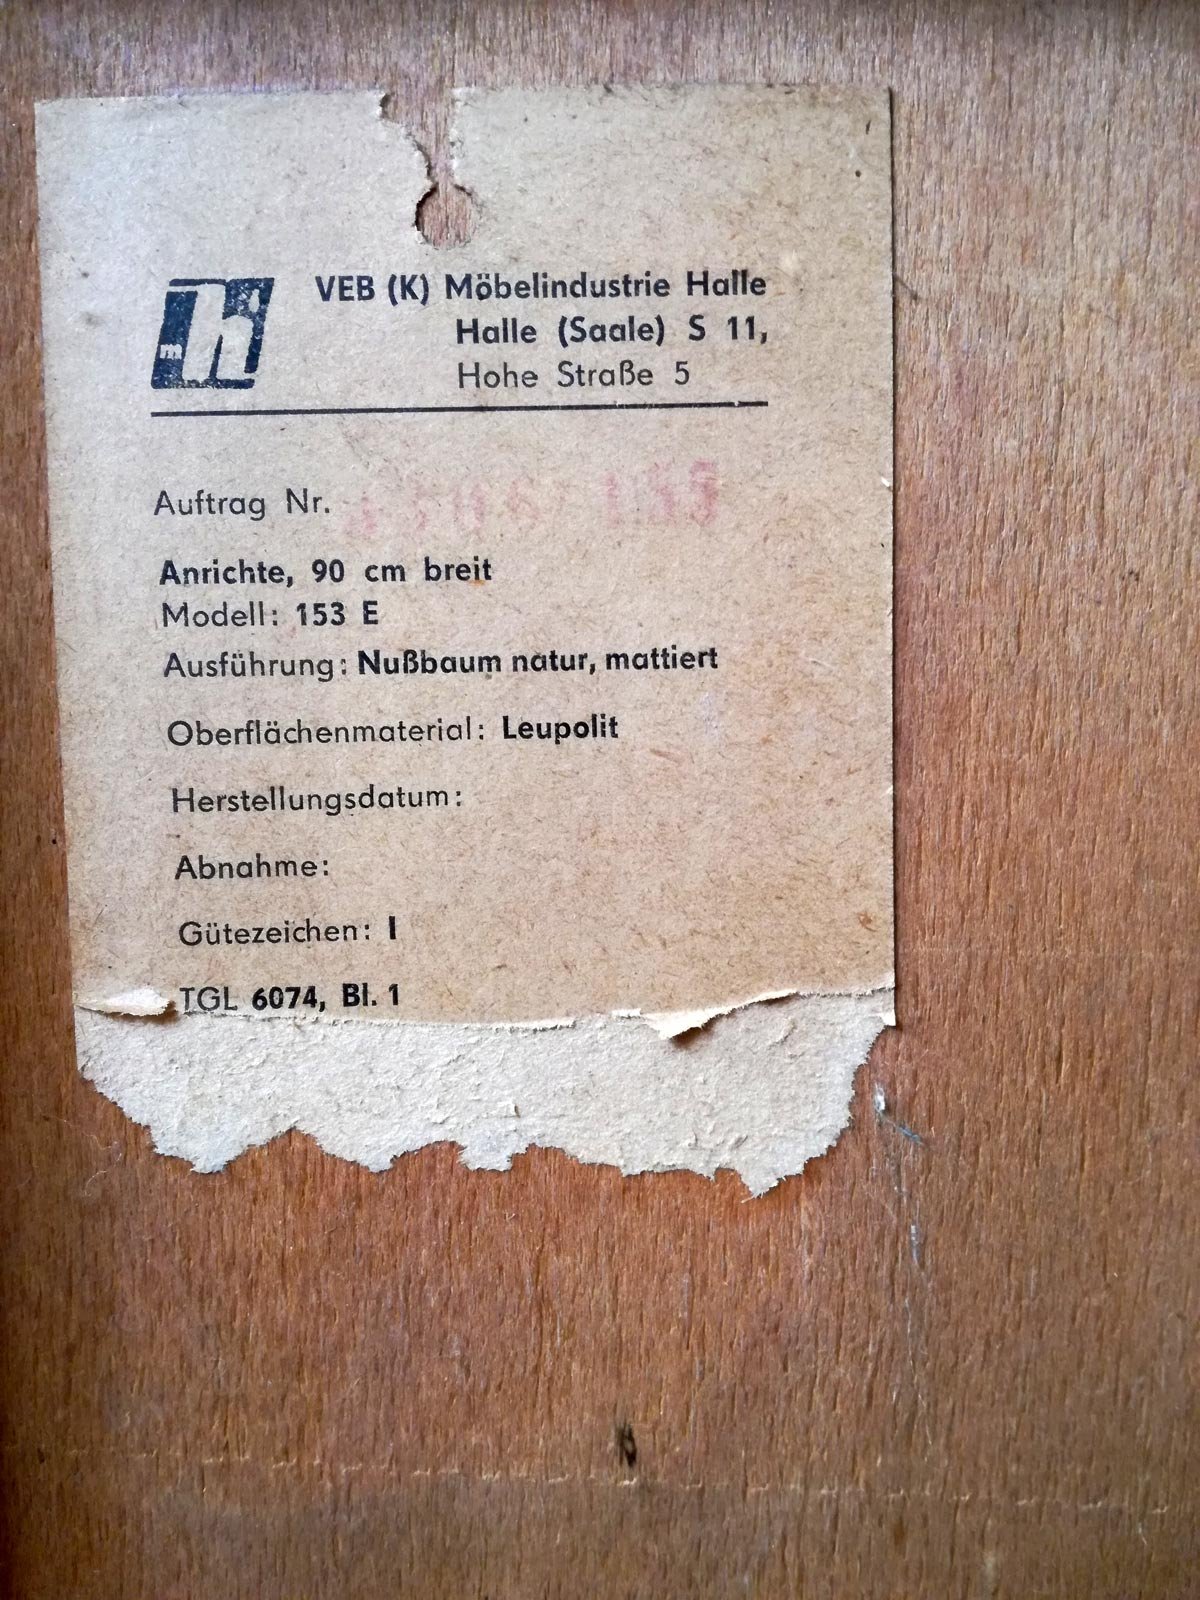 mh VEB (K) Möbelindustrie Halle
Halle (Saale) S 11,
Hohe Straße 5
Auftrag Nr.
Anrichte, 90 cm breit
Modell: 153 E
Ausführung: Nußbaum natur, mattiert
Oberflächenmaterial: Leupolit
Herstellungsdatum:
Abnahme:
Gütezeichen: I
TGL 6074, Bl. 1